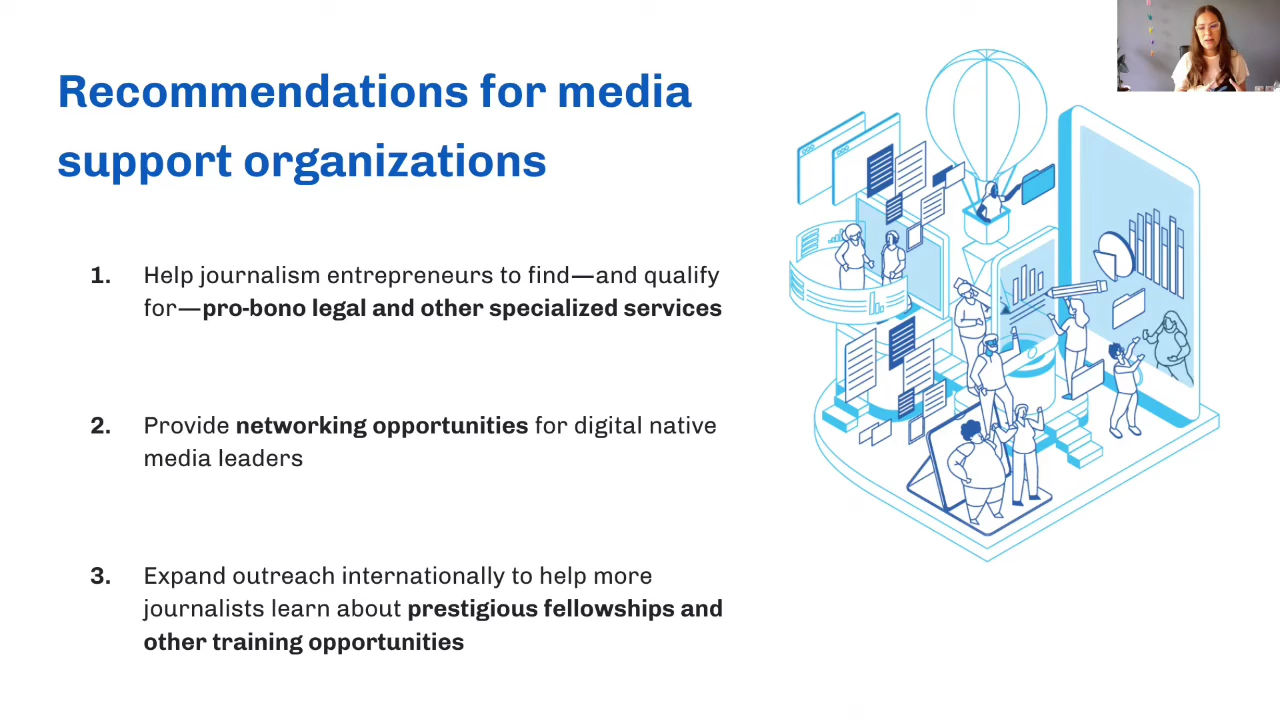 Recommendations for media
support organizations
1. Help journalism entrepreneurs to find—and qualify
for—pro-bono legal and other specialized services
2. Provide networking opportunities for digital native
media leaders
3. Expand outreach internationally to help more
journalists learn about prestigious fellowships and
other training opportunities